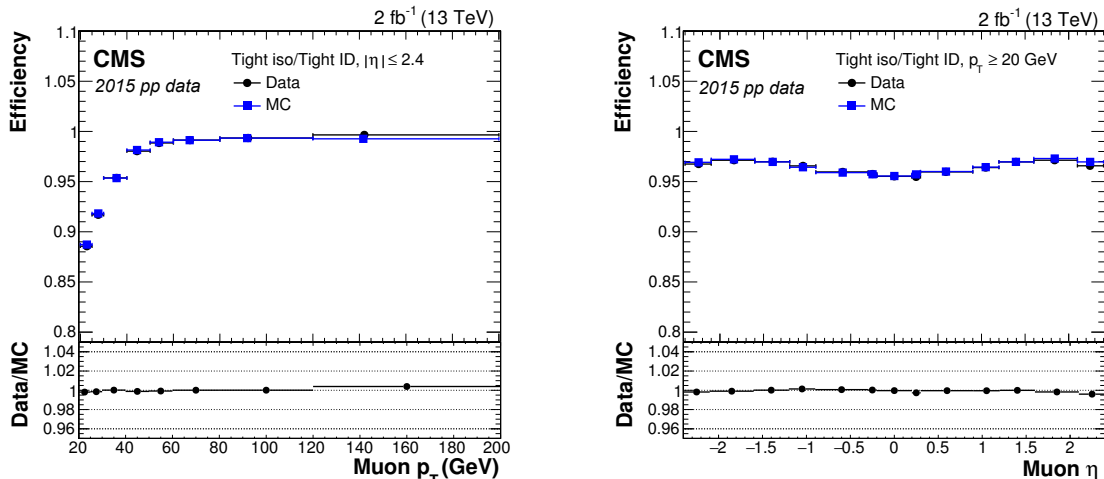 2 fb⁻¹ (13 TeV)
CMS
2015 pp data
Tight iso/Tight ID, |η| ≤ 2.4
Data
MC
Efficiency
1.1
1.05
1
0.95
0.9
0.85
0.8
Data/MC
1.04
1.02
1
0.98
0.96
20 40 60 80 100 120 140 160 180 200
Muon p_T (GeV)
2 fb⁻¹ (13 TeV)
CMS
2015 pp data
Tight iso/Tight ID, p_T ≥ 20 GeV
Data
MC
Efficiency
1.1
1.05
1
0.95
0.9
0.85
0.8
Data/MC
1.04
1.02
1
0.98
0.96
−2 −1.5 −1 −0.5 0 0.5 1 1.5 2
Muon η